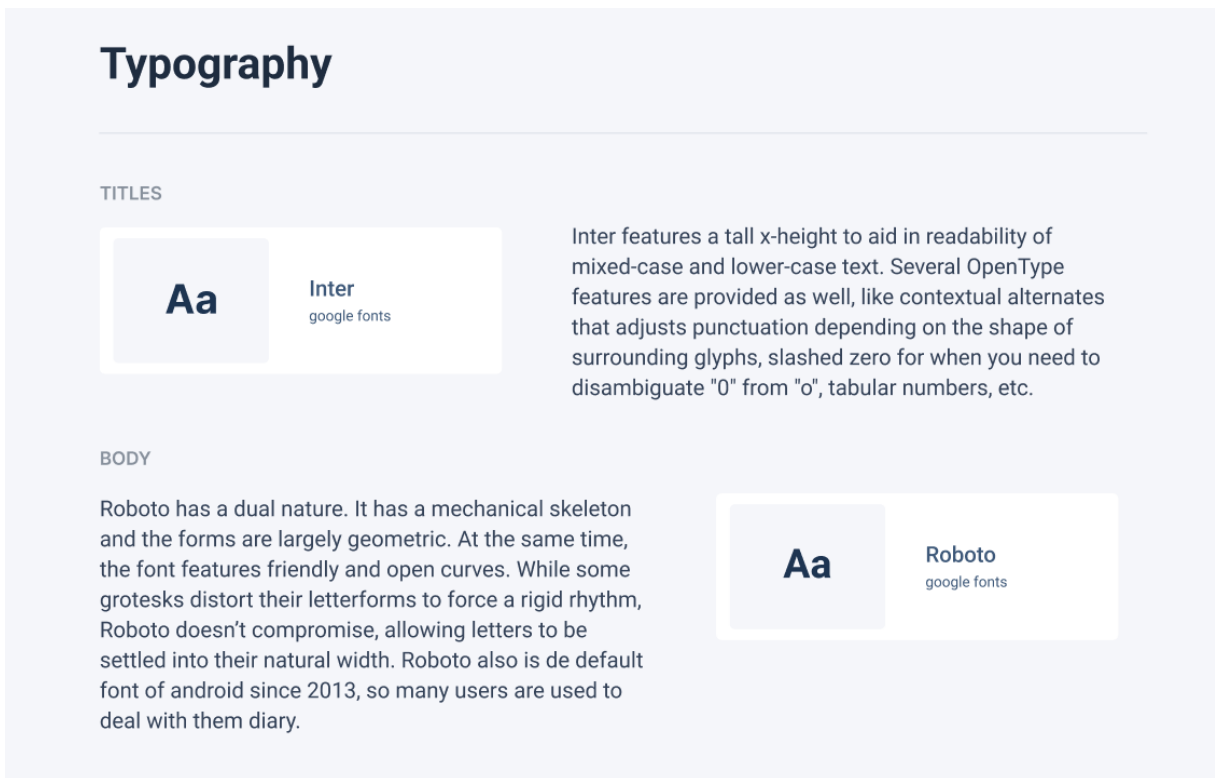 Typography
TITLES
Aa
Inter
google fonts
Inter features a tall x-height to aid in readability of
mixed-case and lower-case text. Several OpenType
features are provided as well, like contextual alternates
that adjusts punctuation depending on the shape of
surrounding glyphs, slashed zero for when you need to
disambiguate "0" from "o", tabular numbers, etc.
BODY
Roboto has a dual nature. It has a mechanical skeleton
and the forms are largely geometric. At the same time,
the font features friendly and open curves. While some
grotesks distort their letterforms to force a rigid rhythm,
Roboto doesn’t compromise, allowing letters to be
settled into their natural width. Roboto also is de default
font of android since 2013, so many users are used to
deal with them diary.
Aa
Roboto
google fonts